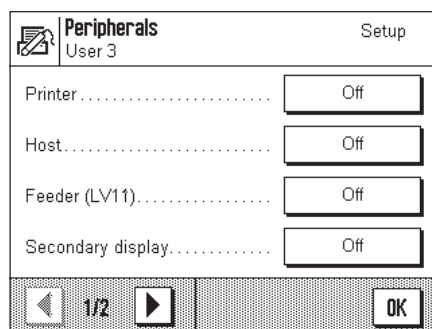 Peripherals Setup
User 3
Printer........................ Off
Host........................... Off
Feeder (LV11)................. Off
Secondary display............. Off
1/2 OK